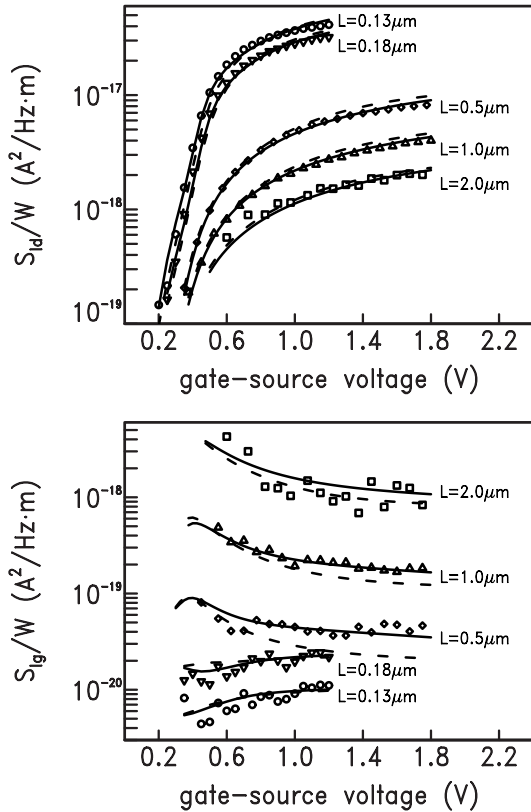 L=0.13μm
L=0.18μm
10⁻¹⁷
L=0.5μm
L=1.0μm
10⁻¹⁸
L=2.0μm
10⁻¹⁹
S_Id/W (A²/Hz·m)
0.2 0.6 1.0 1.4 1.8 2.2
gate−source voltage (V)
10⁻¹⁸
L=2.0μm
L=1.0μm
10⁻¹⁹
L=0.5μm
L=0.18μm
10⁻²⁰
L=0.13μm
S_Ig/W (A²/Hz·m)
0.2 0.6 1.0 1.4 1.8 2.2
gate−source voltage (V)